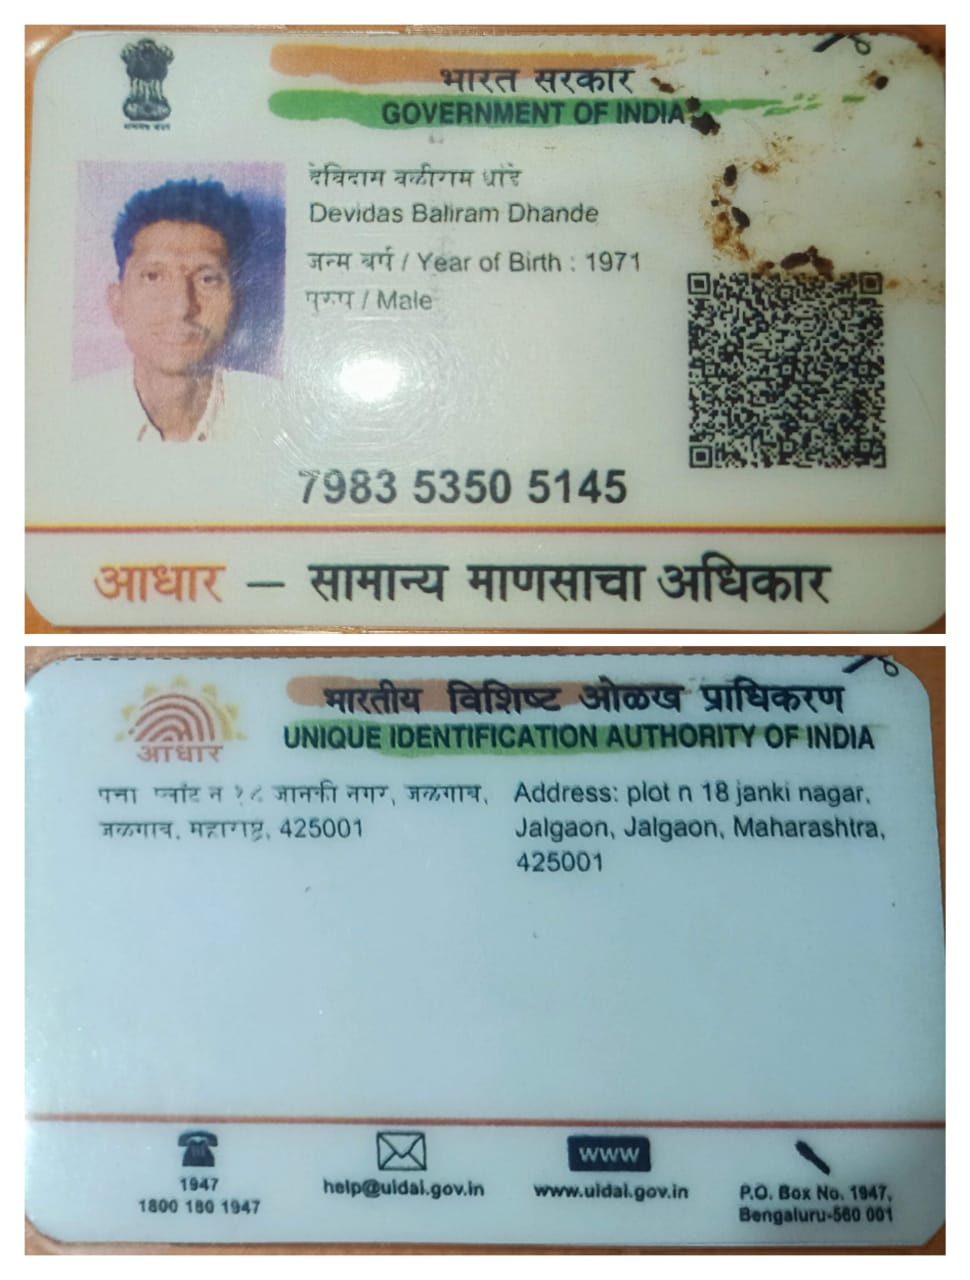 भारत सरकार
GOVERNMENT OF INDIA
देविदास बळीराम धांडे
Devidas Baliram Dhande
जन्म वर्ष / Year of Birth : 1971
पुरुष / Male
7983 5350 5145
आधार – सामान्य माणसाचा अधिकार
भारतीय विशिष्ट ओळख प्राधिकरण
UNIQUE IDENTIFICATION AUTHORITY OF INDIA
आधार
पत्ता प्लॉट न १८ जानकी नगर, जळगाव,
जळगाव, महाराष्ट्र, 425001
Address: plot n 18 janki nagar,
Jalgaon, Jalgaon, Maharashtra,
425001
1947
1800 180 1947
help@uidai.gov.in
www
www.uidai.gov.in
P.O. Box No. 1947,
Bengaluru-560 001